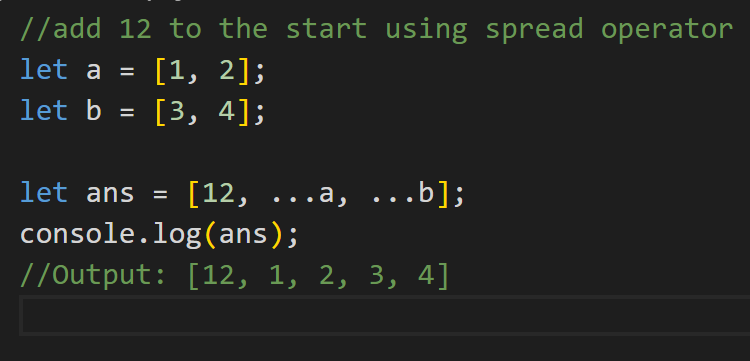 //add 12 to the start using spread operator
let a = [1, 2];
let b = [3, 4];
let ans = [12, ...a, ...b];
console.log(ans);
//Output: [12, 1, 2, 3, 4]